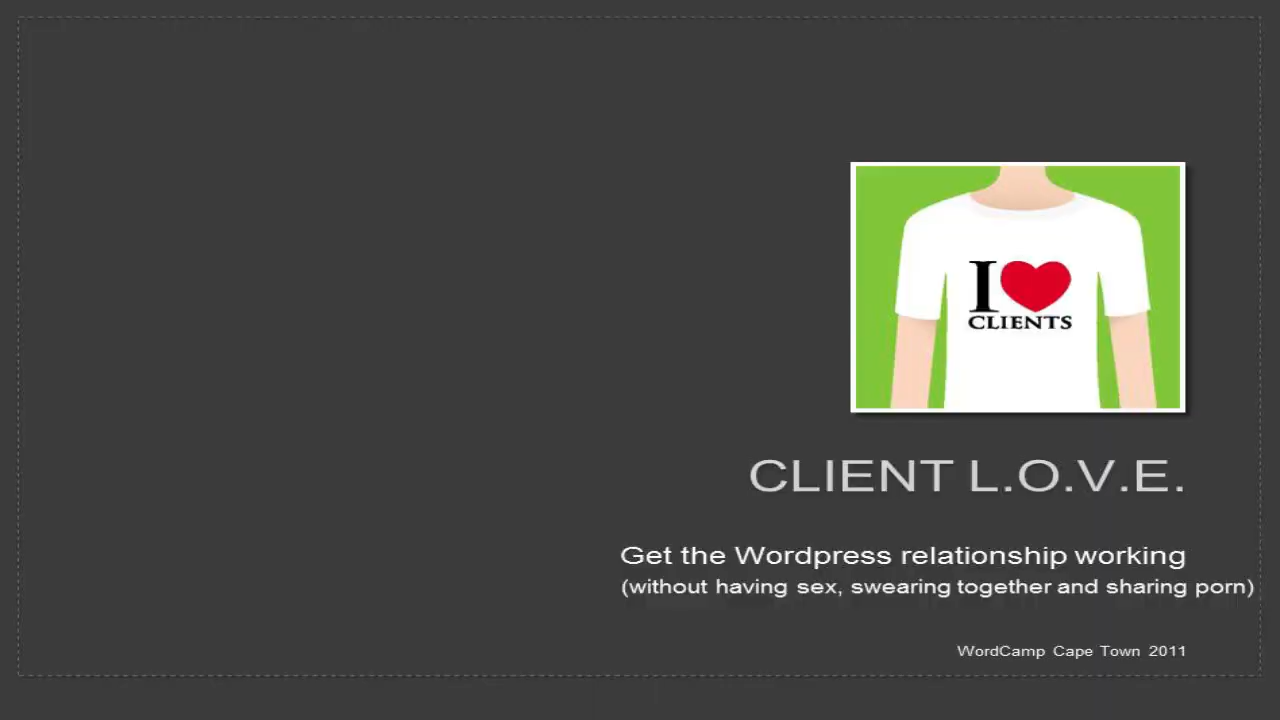 I
CLIENTS
CLIENT L.O.V.E.
Get the Wordpress relationship working
(without having sex, swearing together and sharing porn)
WordCamp Cape Town 2011